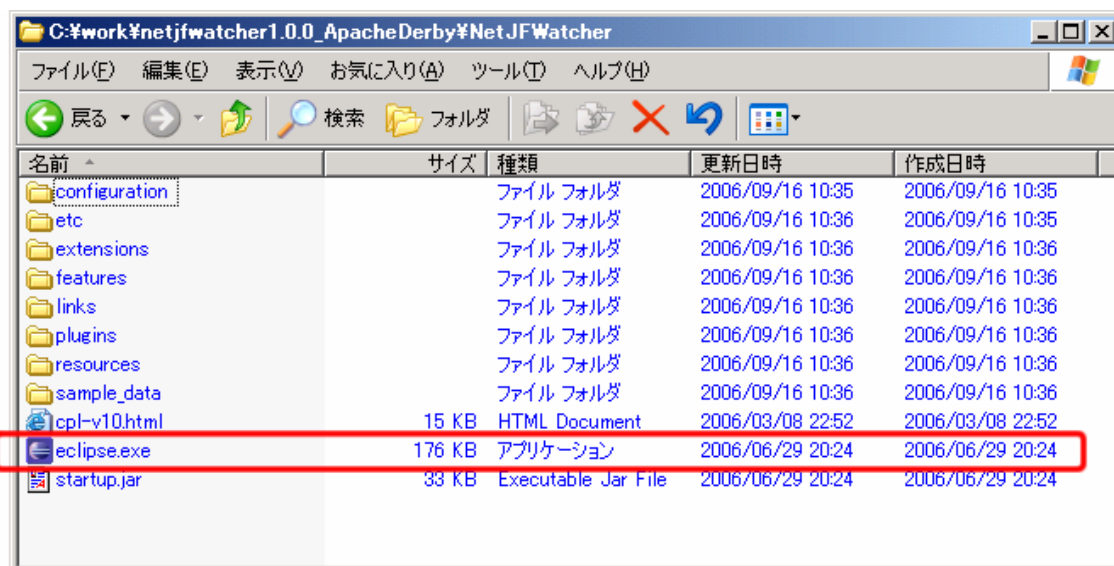 C:¥work¥netjfwatcher1.0.0_ApacheDerby¥NetJFWatcher
ファイル(F) 編集(E) 表示(V) お気に入り(A) ツール(T) ヘルプ(H)
戻る 検索 フォルダ
名前 サイズ 種類 更新日時 作成日時
configuration ファイル フォルダ 2006/09/16 10:35 2006/09/16 10:35
etc ファイル フォルダ 2006/09/16 10:36 2006/09/16 10:35
extensions ファイル フォルダ 2006/09/16 10:36 2006/09/16 10:36
features ファイル フォルダ 2006/09/16 10:36 2006/09/16 10:36
links ファイル フォルダ 2006/09/16 10:36 2006/09/16 10:36
plugins ファイル フォルダ 2006/09/16 10:36 2006/09/16 10:36
resources ファイル フォルダ 2006/09/16 10:36 2006/09/16 10:36
sample_data ファイル フォルダ 2006/09/16 10:36 2006/09/16 10:36
cpl-v10.html 15 KB HTML Document 2006/03/08 22:52 2006/03/08 22:52
eclipse.exe 176 KB アプリケーション 2006/06/29 20:24 2006/06/29 20:24
startup.jar 33 KB Executable Jar File 2006/06/29 20:24 2006/06/29 20:24